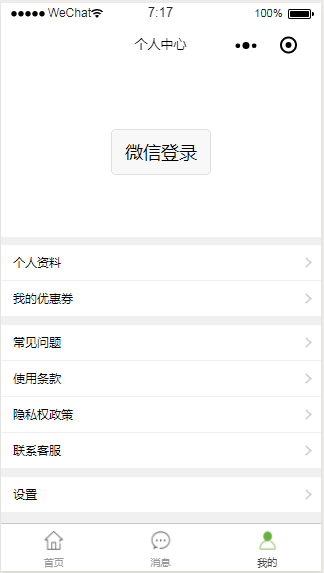 WeChat 7:17 100%
个人中心
微信登录
个人资料
我的优惠券
常见问题
使用条款
隐私权政策
联系客服
设置
首页 消息 我的